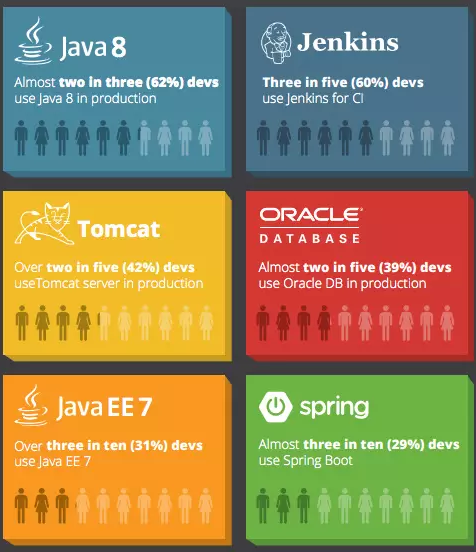 Java 8
Almost two in three (62%) devs
use Java 8 in production
Jenkins
Three in five (60%) devs
use Jenkins for CI
Tomcat
Over two in five (42%) devs
useTomcat server in production
ORACLE®
DATABASE
Almost two in five (39%) devs
use Oracle DB in production
Java EE 7
Over three in ten (31%) devs
use Java EE 7
spring
Almost three in ten (29%) devs
use Spring Boot